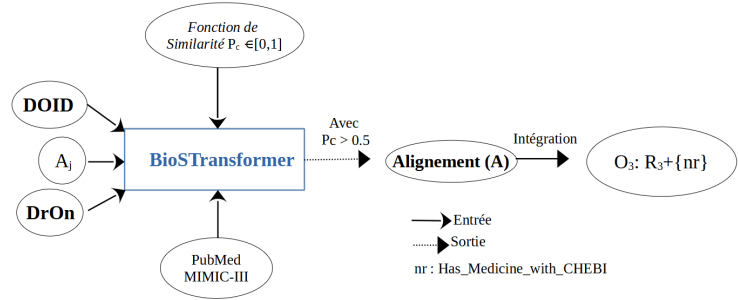 Fonction de
Similarité Pc ∈[0,1]
DOID
Aj
DrOn
BioSTransformer
Avec
Pc > 0.5
Alignement (A)
Intégration
O3: R3+{nr}
PubMed
MIMIC-III
Entrée
Sortie
nr : Has_Medicine_with_CHEBI